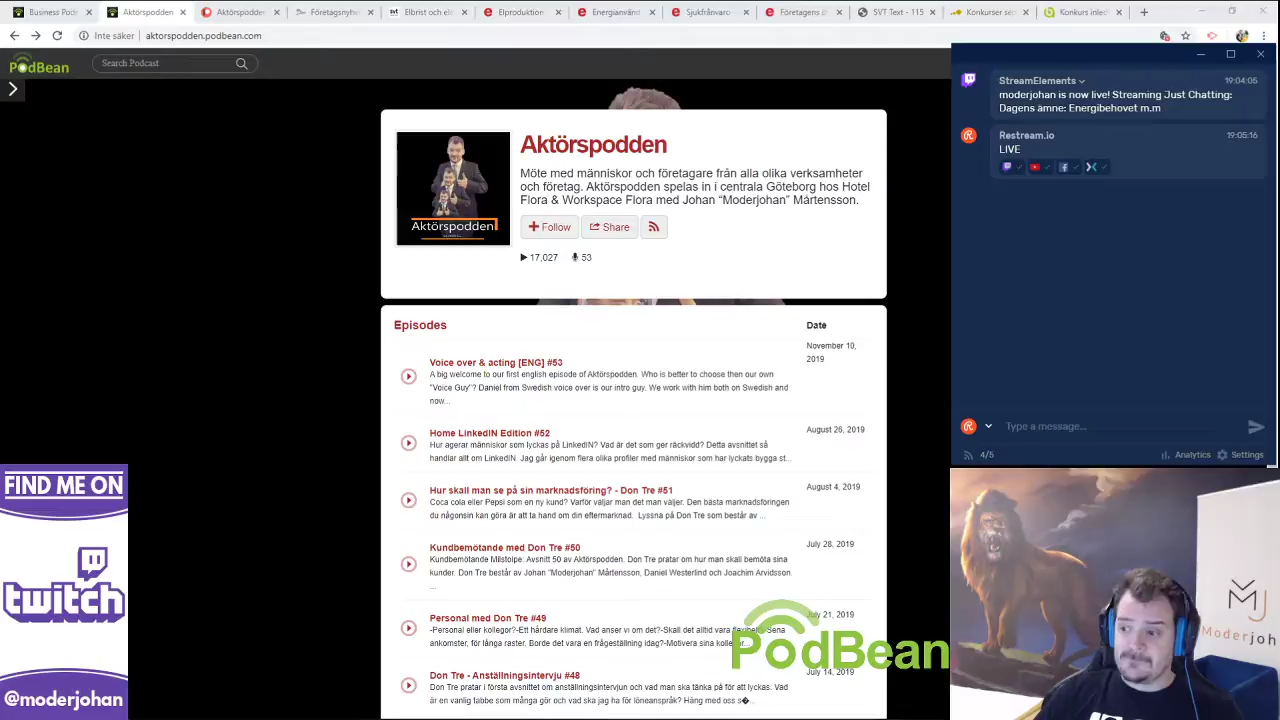 Business Podc
Aktörspodden
Aktörspodden
Företagsnyhe
Elbrist och ele
Elproduktion
Energianvänd
Sjukfrånvaro
Företagens
SVT Text - 115
Konkurser se
Konkurs inled
Inte säker
aktorspodden.podbean.com
PodBean
Search Podcast
Aktörspodden
Aktörspodden
Möte med människor och företagare från alla olika verksamheter
och företag. Aktörspodden spelas in i centrala Göteborg hos Hotel
Flora & Workspace Flora med Johan "Moderjohan" Mårtensson.
Follow
Share
17,027
53
Episodes
Date
Voice over & acting [ENG] #53
A big welcome to our first english episode of Aktörspodden. Who is better to choose then our own
"Voice Guy"? Daniel from Swedish voice over is our intro guy. We work with him both on Swedish and
now...
November 10,
2019
Home LinkedIN Edition #52
Hur agerar människor som lyckas på LinkedIN? Vad är det som ger räckvidd? Detta avsnittet så
handlar allt om LinkedIN Jag går igenom flera olika profiler med människor som har lyckats bygga st...
August 26, 2019
Hur skall man se på sin marknadsföring? - Don Tre #51
Coca cola eller Pepsi som en ny kund? Varför väljar man det man väljer. Den bästa marknadsföringen
du någonsin kan göra är att ta hand om din eftermarknad. Lyssna på Don Tre som består av ...
August 4, 2019
Kundbemötande med Don Tre #50
Kundbemötande Milstolpe: Avsnitt 50 av Aktörspodden. Don Tre pratar om hur man skall bemöta sina
kunder. Don Tre består av Johan "Moderjohan" Mårtensson, Daniel Westerlind och Joachim Arvidsson.
...
July 28, 2019
Personal med Don Tre #49
-Personal eller kollegor?-Ett hårdare klimat. Vad anser vi om det?-Skall det alltid vara flexibelt?-Sena
ankomster, för långa raster. Borde det vara en frågeställning idag?-Motivera sina kolle
July 21, 2019
Don Tre - Anställningsintervju #48
Don Tre pratar i första avsnittet om anställningsintervjun och vad man ska tänka på för att lyckas. Vad
är en vanlig tabbe som många gör och vad ska jag ha för löneanspråk? Häng med oss s�...
July 14, 2019
PodBean
StreamElements
19:04:05
moderjohan is now live! Streaming Just Chatting:
Dagens ämne: Energibehovet m.m
Restream.io
19:05:16
LIVE
Type a message...
4/5
Analytics
Settings
FIND ME ON
twitch
@moderjohan
MJ
Moderjoh